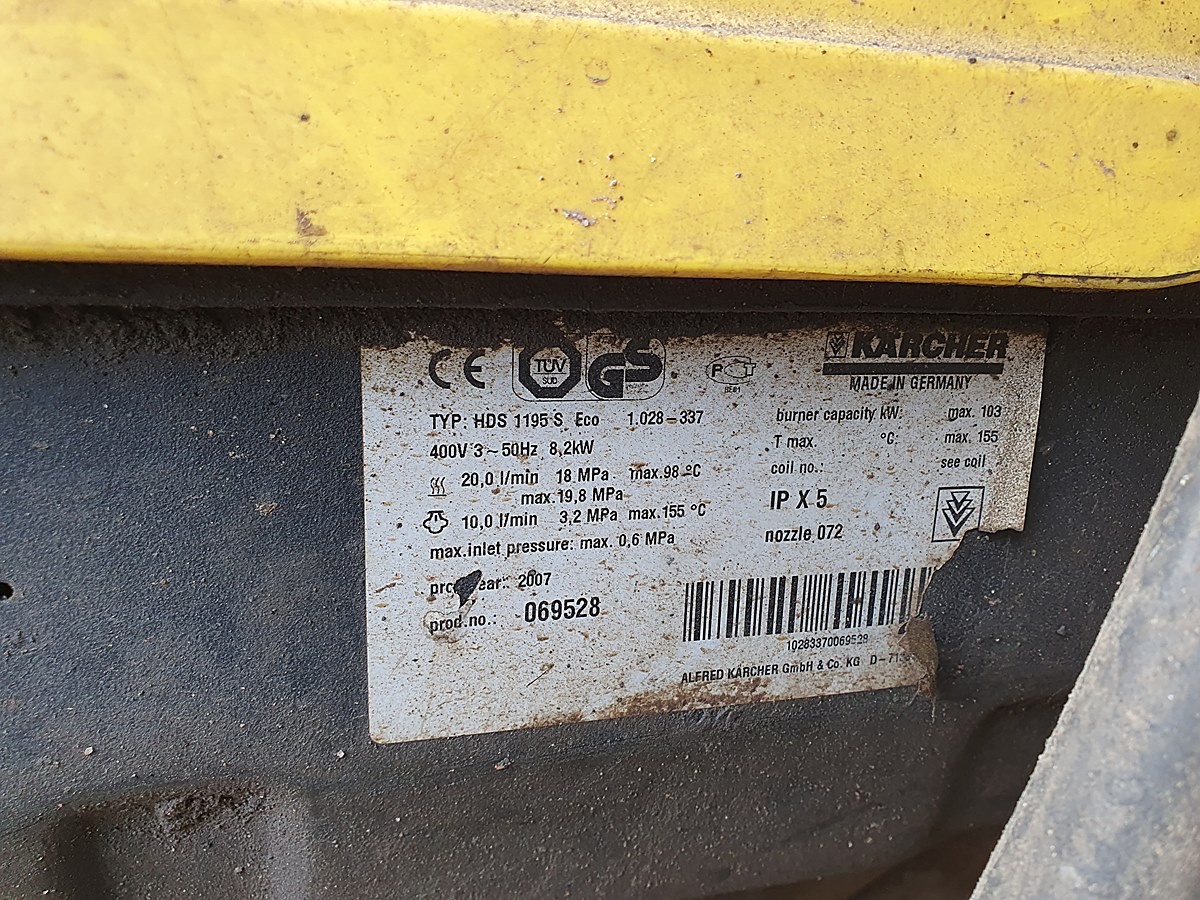 CE TÜV SÜD GS PCT
KÄRCHER
MADE IN GERMANY
TYP: HDS 1195 S Eco 1.028-337
400V 3~50Hz 8,2kW
20,0 l/min 18 MPa max.98 ºC
max.19,8 MPa
10,0 l/min 3,2 MPa max.155 °C
max.inlet pressure: max. 0,6 MPa
2007
prod.no.: 069528
burner capacity kW: max. 103
T max. °C: max. 155
coil no.: see coil
IP X 5
nozzle 072
10283370069528
ALFRED KÄRCHER GmbH & Co. KG